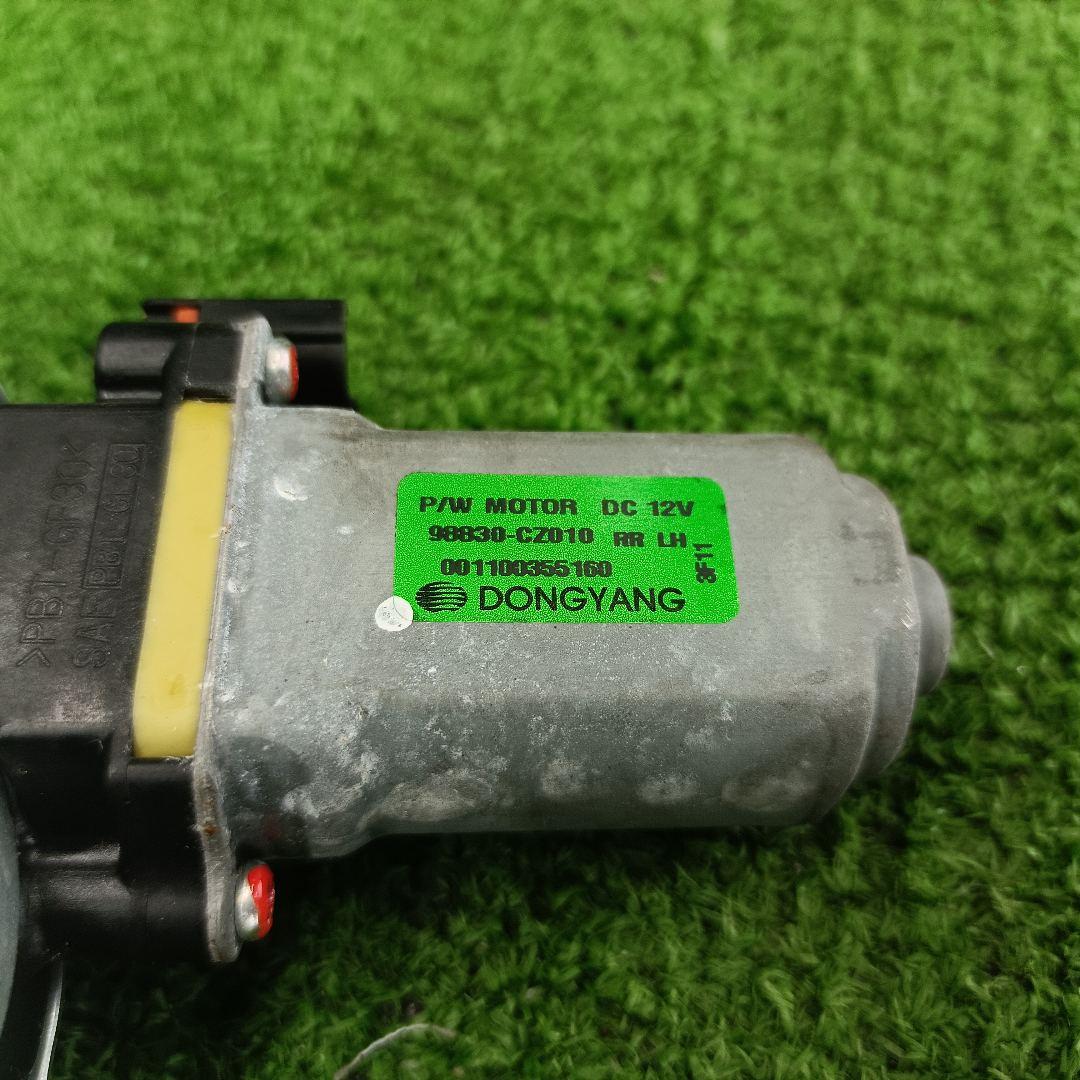 P/W MOTOR DC 12V
98830-CZ010 RR LH
001100355160
3F11
DONGYANG
>PBT-GF30<